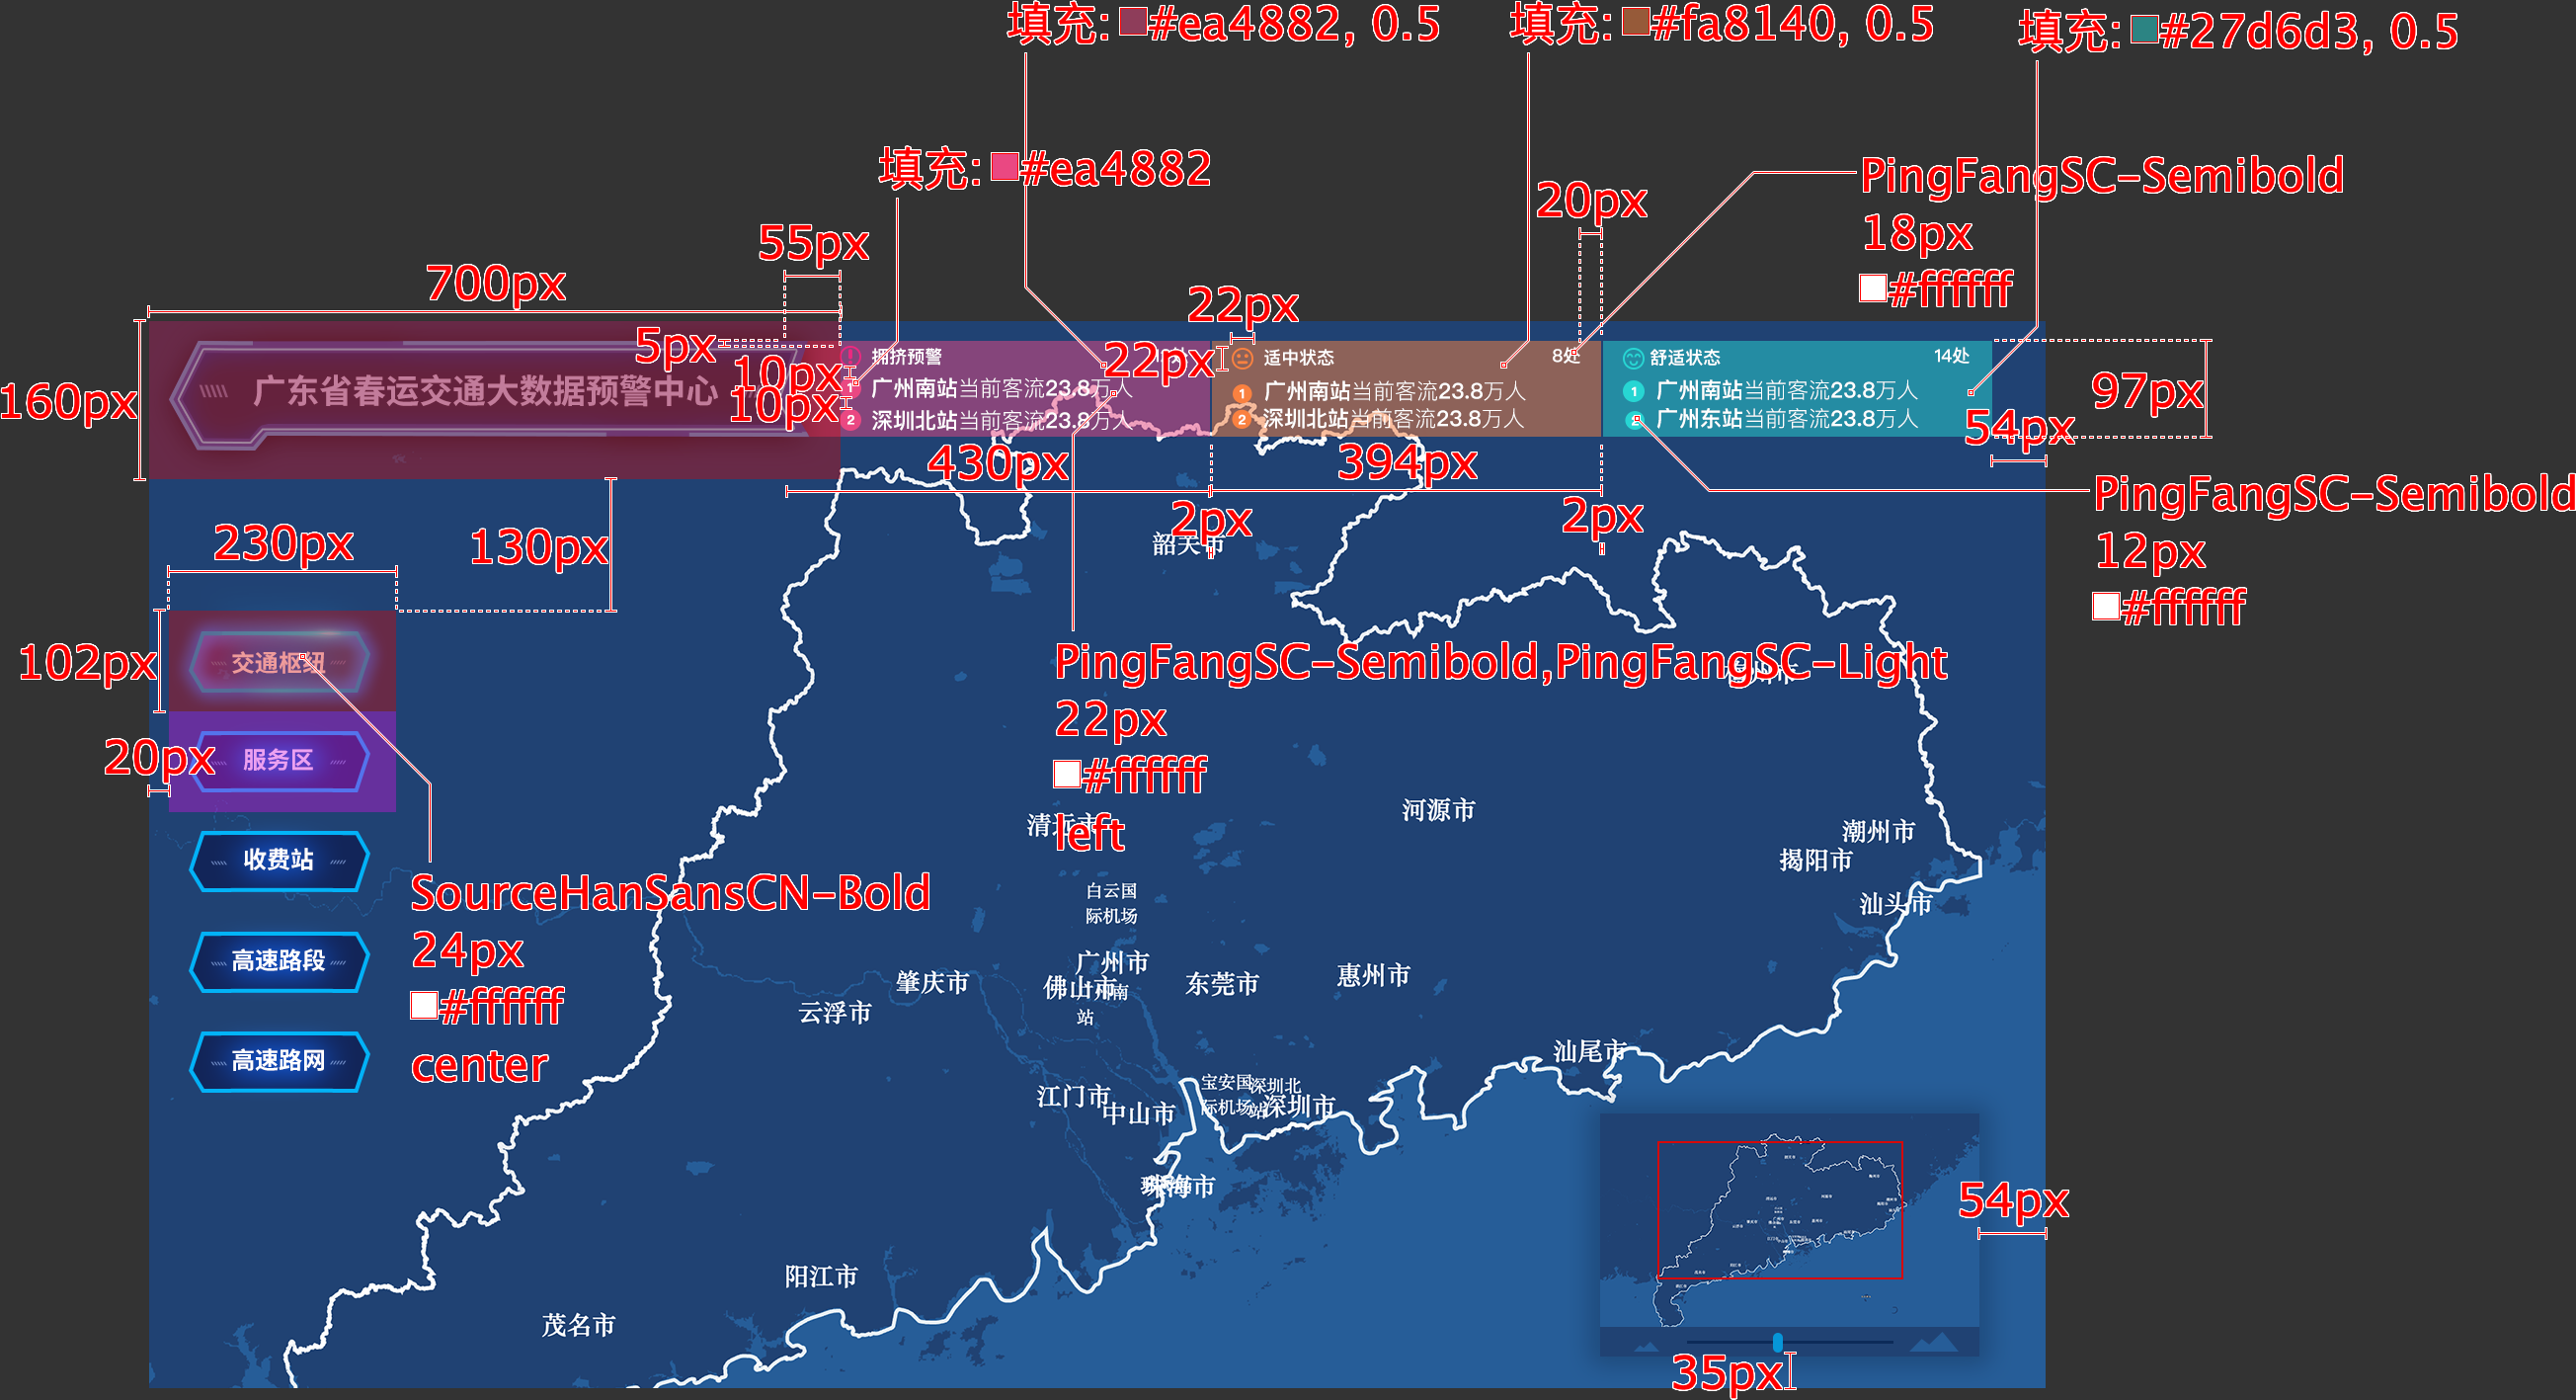 填充: #ea4882, 0.5
填充: #fa8140, 0.5
填充: #27d6d3, 0.5
填充: #ea4882
PingFangSC-Semibold
18px
#ffffff
20px
55px
700px
22px
5px
10px
10px
160px
22px
97px
54px
广东省春运交通大数据预警中心
拥挤预警
1 广州南站当前客流23.8万人
2 深圳北站当前客流23.8万人
适中状态
8处
1 广州南站当前客流23.8万人
2 深圳北站当前客流23.8万人
舒适状态
14处
1 广州南站当前客流23.8万人
广州东站当前客流23.8万人
430px
394px
2px
2px
PingFangSC-Semibold
12px
#ffffff
230px
130px
102px
20px
交通枢纽
服务区
收费站
高速路段
高速路网
SourceHanSansCN-Bold
24px
#ffffff
center
PingFangSC-Semibold,PingFangSC-Light
22px
#ffffff
left
韶关市
清远市
河源市
潮州市
揭阳市
汕头市
白云国
际机场
广州市
佛山市
站
东莞市
惠州市
肇庆市
云浮市
汕尾市
江门市
中山市
宝安国
际机场
深圳北
深圳市
珠海市
阳江市
茂名市
54px
35px